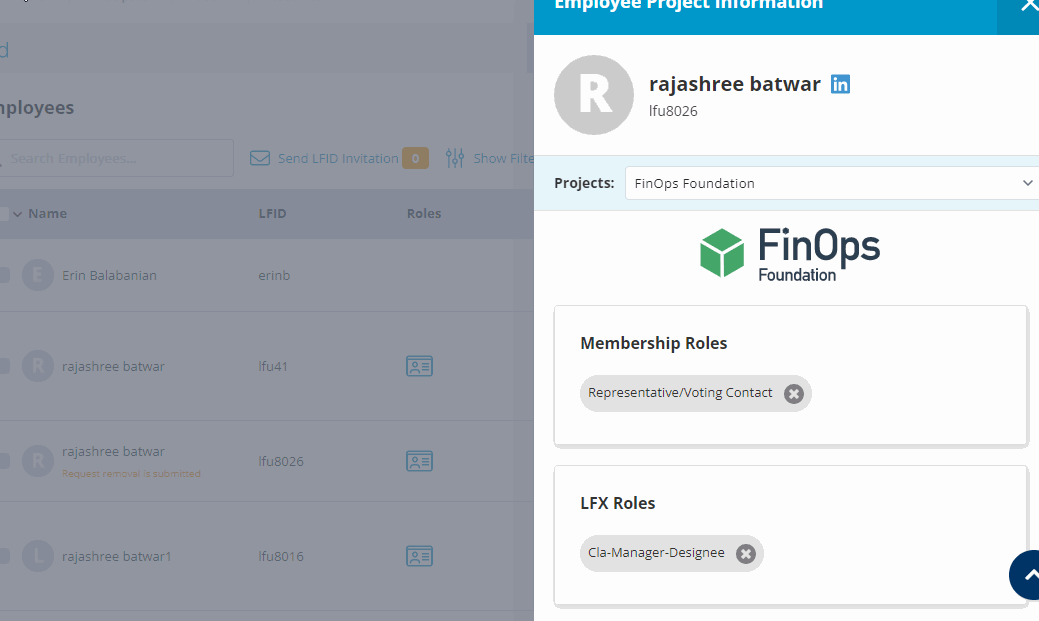 Employee Project Information
d
mployees
Search Employees...
Send LFID Invitation 0
Show Filte
Name LFID Roles
E Erin Balabanian erinb
R rajashree batwar lfu41
R rajashree batwar lfu8026
Request removal is submitted
L rajashree batwar1 lfu8016
R
rajashree batwar in
lfu8026
Projects: FinOps Foundation
FinOps
Foundation
Membership Roles
Representative/Voting Contact
LFX Roles
Cla-Manager-Designee